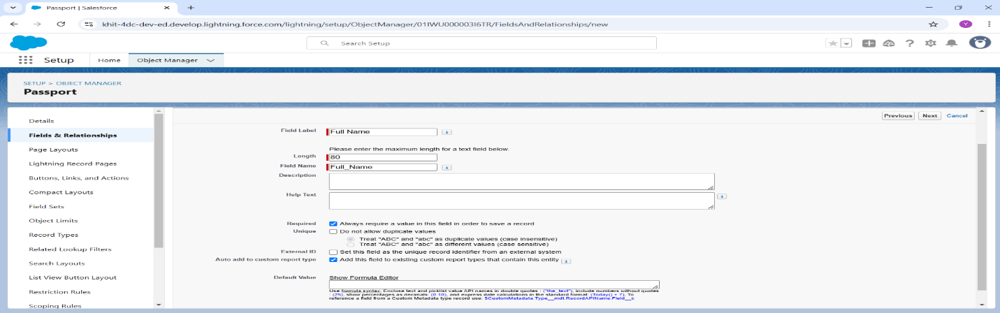 Passport | Salesforce
khit-4dc-dev-ed.develop.lightning.force.com/lightning/setup/ObjectManager/01IWU000003I6TR/FieldsAndRelationships/new
Y
Search Setup
Setup
Home
Object Manager
SETUP > OBJECT MANAGER
Passport
Details
Fields & Relationships
Page Layouts
Lightning Record Pages
Buttons, Links, and Actions
Compact Layouts
Field Sets
Object Limits
Record Types
Related Lookup Filters
Search Layouts
List View Button Layout
Restriction Rules
Scoping Rules
Previous Next Cancel
Field Label Full Name i
Please enter the maximum length for a text field below.
Length 80
Field Name Full_Name i
Description
Help Text i
Required Always require a value in this field in order to save a record
Unique Do not allow duplicate values
Treat "ABC" and "abc" as duplicate values (case insensitive)
Treat "ABC" and "abc" as different values (case sensitive)
External ID Set this field as the unique record identifier from an external system
Auto add to custom report type Add this field to existing custom report types that contain this entity i
Default Value Show Formula Editor
Use formula syntax: Enclose text and picklist value API names in double quotes : ("the_text"), include numbers without quotes
: (25), show percentages as decimals: (0.10), and express date calculations in the standard format: (Today() + 7). To
reference a field from a Custom Metadata type record use: $CustomMetadata.Type__mdt.RecordAPIName.Field__c